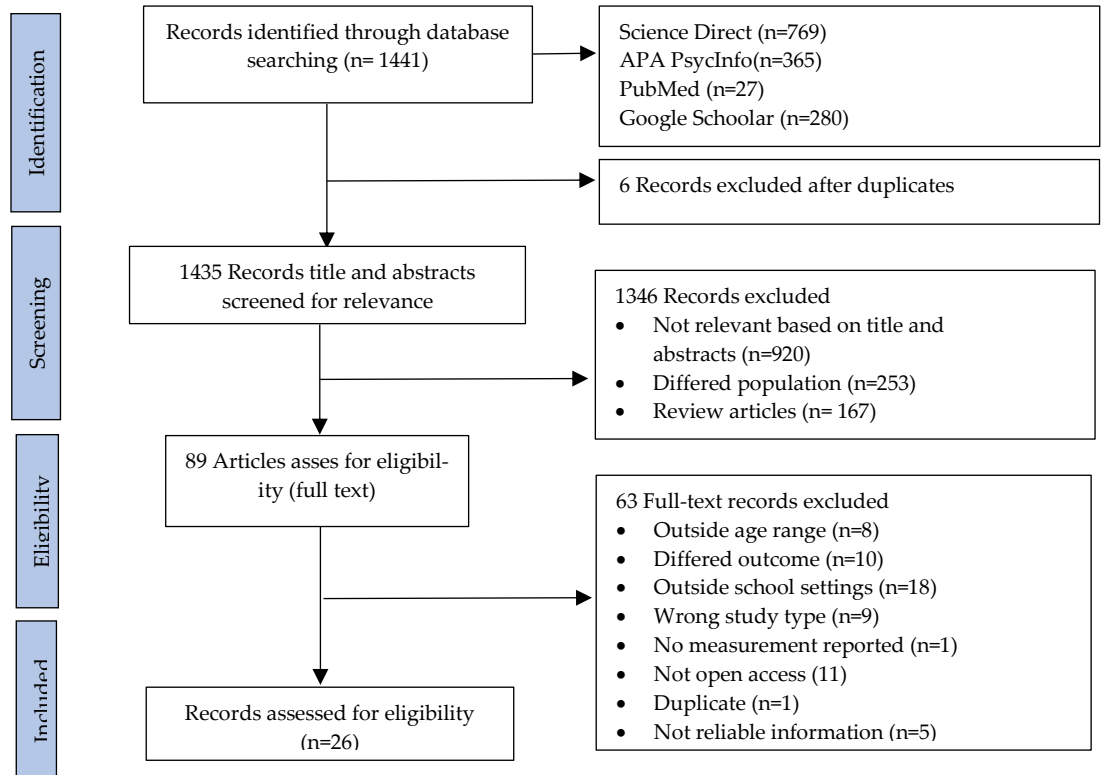 Identification
Records identified through database
searching (n= 1441)
Science Direct (n=769)
APA PsycInfo(n=365)
PubMed (n=27)
Google Schoolar (n=280)
6 Records excluded after duplicates
Screening
1435 Records title and abstracts
screened for relevance
1346 Records excluded
• Not relevant based on title and
abstracts (n=920)
• Differed population (n=253)
• Review articles (n= 167)
Eligibility
89 Articles asses for eligibil-
ity (full text)
63 Full-text records excluded
• Outside age range (n=8)
• Differed outcome (n=10)
• Outside school settings (n=18)
• Wrong study type (n=9)
• No measurement reported (n=1)
• Not open access (11)
• Duplicate (n=1)
• Not reliable information (n=5)
Included
Records assessed for eligibility
(n=26)